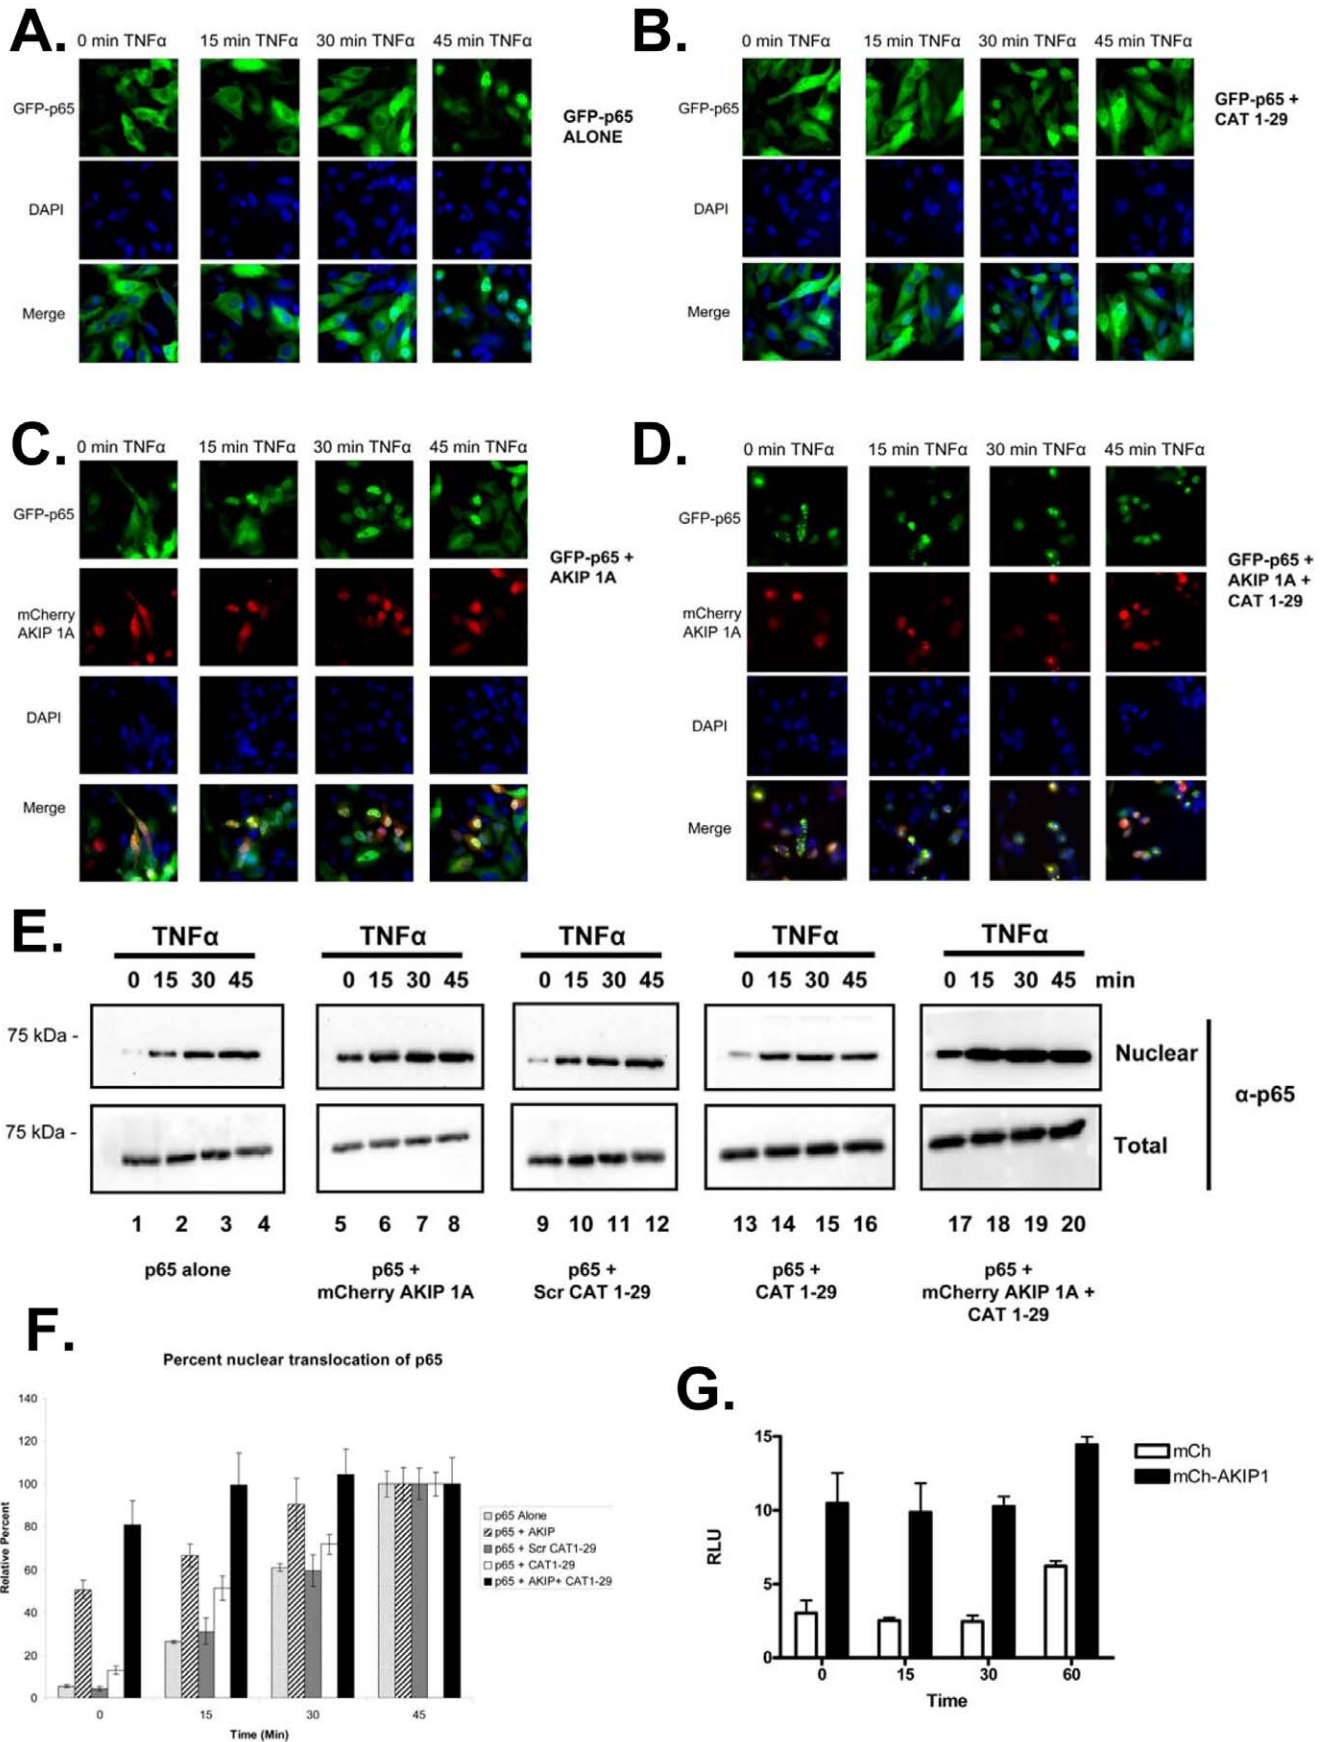 A.
0 min TNFα 15 min TNFα 30 min TNFα 45 min TNFα
GFP-p65
DAPI
Merge
GFP-p65
ALONE
B.
0 min TNFα 15 min TNFα 30 min TNFα 45 min TNFα
GFP-p65
DAPI
Merge
GFP-p65 +
CAT 1-29
C.
0 min TNFα 15 min TNFα 30 min TNFα 45 min TNFα
GFP-p65
mCherry
AKIP 1A
DAPI
Merge
GFP-p65 +
AKIP 1A
D.
0 min TNFα 15 min TNFα 30 min TNFα 45 min TNFα
GFP-p65
mCherry
AKIP 1A
DAPI
Merge
GFP-p65 +
AKIP 1A +
CAT 1-29
E.
TNFα TNFα TNFα TNFα TNFα
0 15 30 45 0 15 30 45 0 15 30 45 0 15 30 45 0 15 30 45 min
75 kDa -
Nuclear
75 kDa -
Total
α-p65
1 2 3 4 5 6 7 8 9 10 11 12 13 14 15 16 17 18 19 20
p65 alone
p65 +
mCherry AKIP 1A
p65 +
Scr CAT 1-29
p65 +
CAT 1-29
p65 +
mCherry AKIP 1A +
CAT 1-29
F.
Percent nuclear translocation of p65
140
120
100
80
60
40
20
0
Relative Percent
0 15 30 45
Time (Min)
p65 Alone
p65 + AKIP
p65 + Scr CAT1-29
p65 + CAT1-29
p65 + AKIP+ CAT1-29
G.
15
10
5
0
RLU
0 15 30 60
Time
mCh
mCh-AKIP1